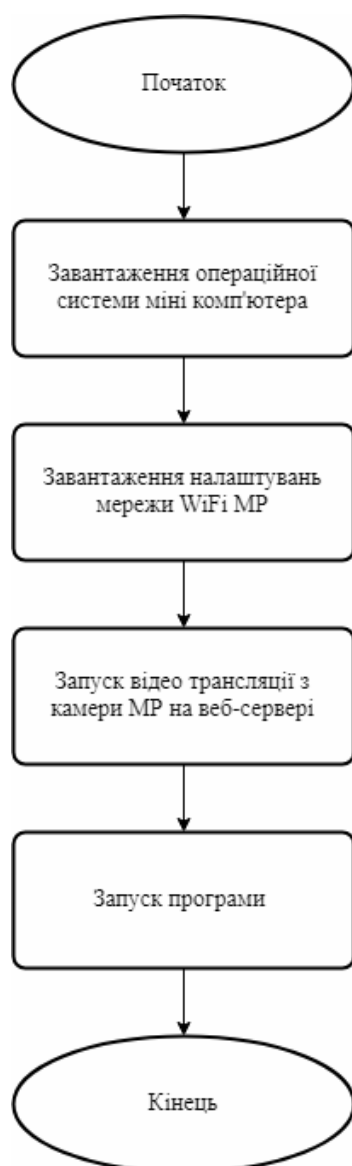 Початок
Завантаження операційної
системи міні комп'ютера
Завантаження налаштувань
мережи WiFi МР
Запуск відео трансляції з
камери МР на веб-сервері
Запуск програми
Кінець